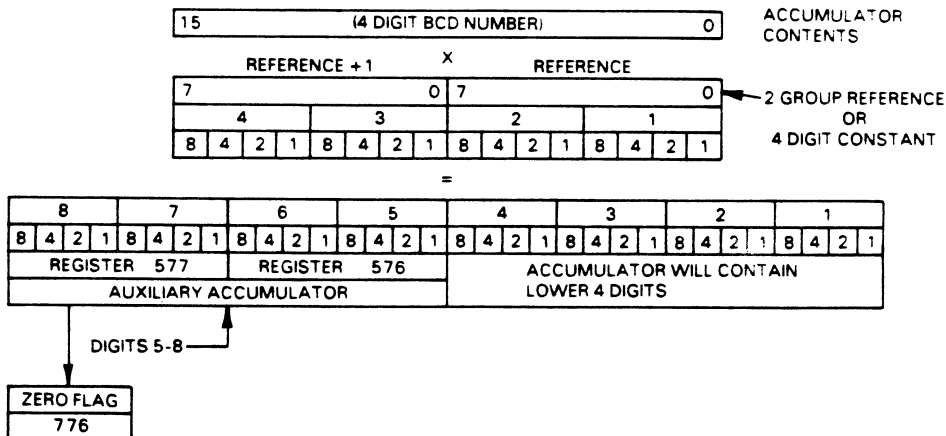 15 (4 DIGIT BCD NUMBER) 0
ACCUMULATOR
CONTENTS
X
REFERENCE +1 REFERENCE
7 0 7 0
2 GROUP REFERENCE
OR
4 DIGIT CONSTANT
4 3 2 1
8 4 2 1 8 4 2 1 8 4 2 1 8 4 2 1
=
8 7 6 5 4 3 2 1
8 4 2 1 8 4 2 1 8 4 2 1 8 4 2 1 8 4 2 1 8 4 2 1 8 4 2 1 8 4 2 1
REGISTER 577 REGISTER 576
ACCUMULATOR WILL CONTAIN
LOWER 4 DIGITS
AUXILIARY ACCUMULATOR
DIGITS 5-8
ZERO FLAG
776